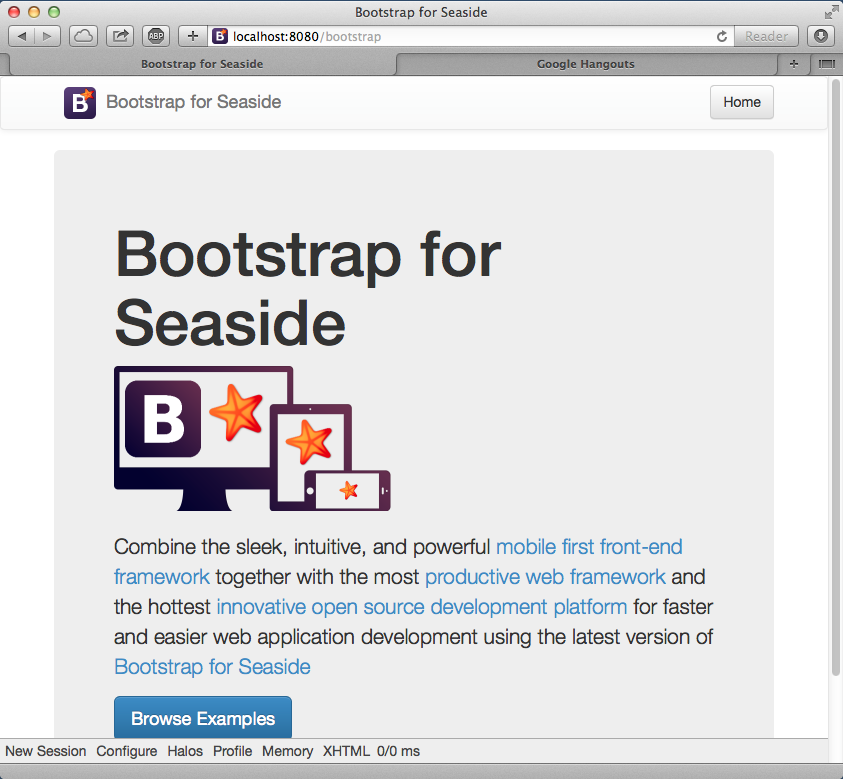 Bootstrap for Seaside
ABP
+
B localhost:8080/bootstrap
Reader
Bootstrap for Seaside
Google Hangouts
+
B Bootstrap for Seaside
Home
Bootstrap for
Seaside
B
Combine the sleek, intuitive, and powerful mobile first front-end
framework together with the most productive web framework and
the hottest innovative open source development platform for faster
and easier web application development using the latest version of
Bootstrap for Seaside
Browse Examples
New Session Configure Halos Profile Memory XHTML 0/0 ms